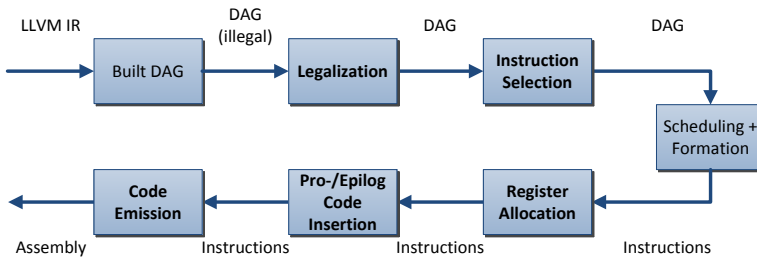 LLVM IR
DAG
(illegal)
DAG
DAG
Built DAG
Legalization
Instruction
Selection
Scheduling +
Formation
Code
Emission
Pro-/Epilog
Code
Insertion
Register
Allocation
Assembly
Instructions
Instructions
Instructions